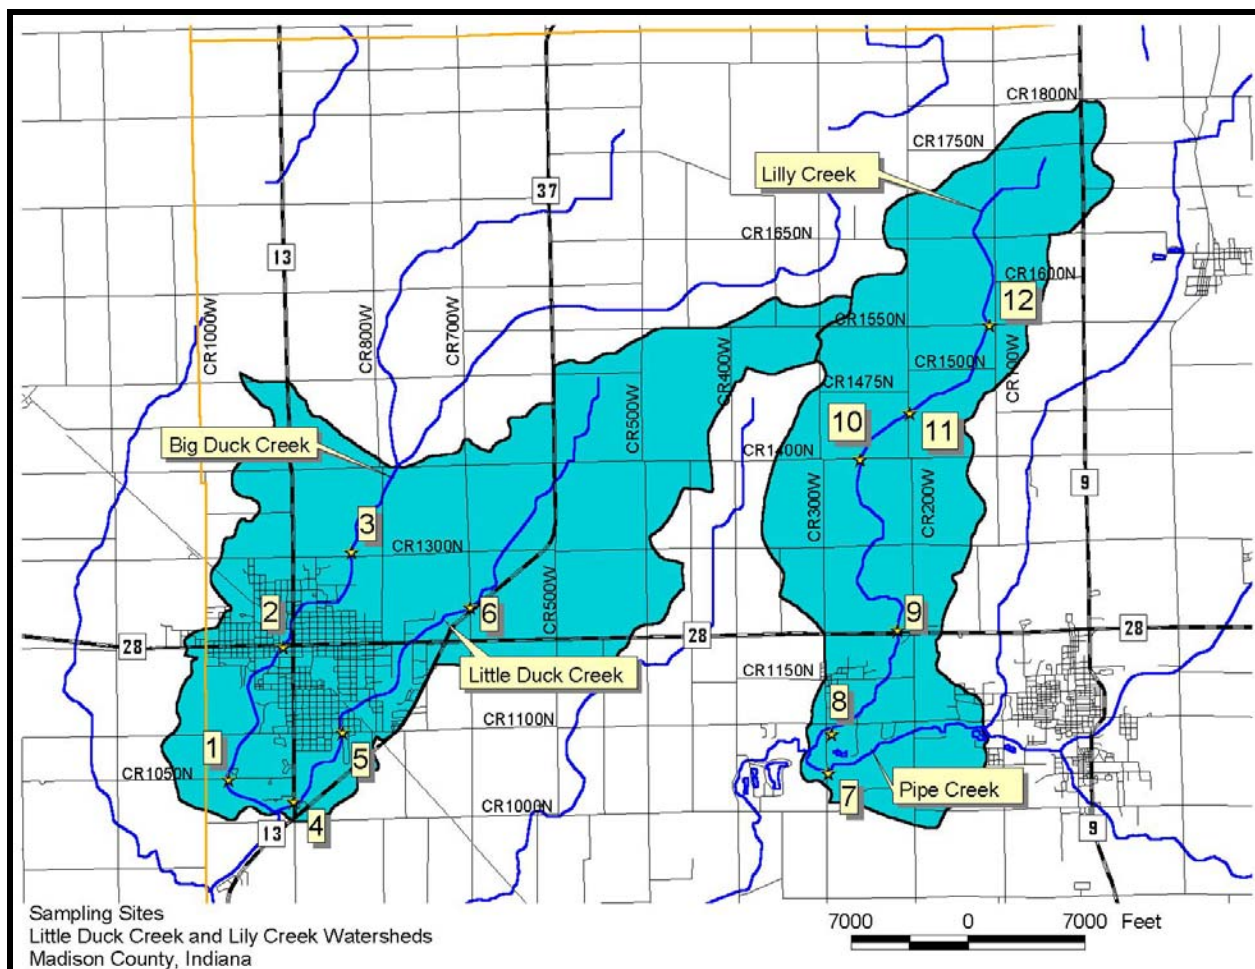 CR1800N
CR1750N
Lilly Creek
37
CR1650N
13
CR1600N
12
CR1000W
CR800W
CR700W
CR1550N
CR400W
CR1500N
CR100W
CR1475N
CR500W
10
11
Big Duck Creek
CR1400N
9
CR300W
CR200W
3
CR1300N
2
6
CR500W
9
28
28
28
Little Duck Creek
CR1150N
8
CR1100N
1
5
CR1050N
Pipe Creek
7
4
CR1000N
13
9
Sampling Sites
Little Duck Creek and Lily Creek Watersheds
Madison County, Indiana
7000 0 7000 Feet